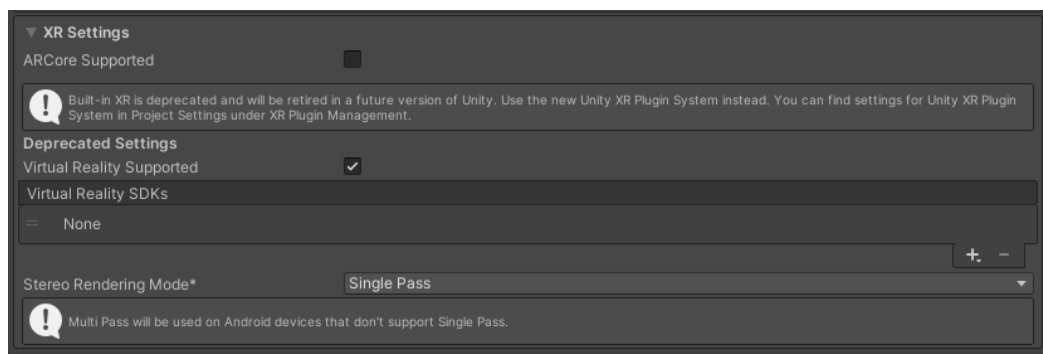 XR Settings
ARCore Supported
Built-in XR is deprecated and will be retired in a future version of Unity. Use the new Unity XR Plugin System instead. You can find settings for Unity XR Plugin
System in Project Settings under XR Plugin Management.
Deprecated Settings
Virtual Reality Supported
Virtual Reality SDKs
None
Stereo Rendering Mode*
Single Pass
Multi Pass will be used on Android devices that don't support Single Pass.